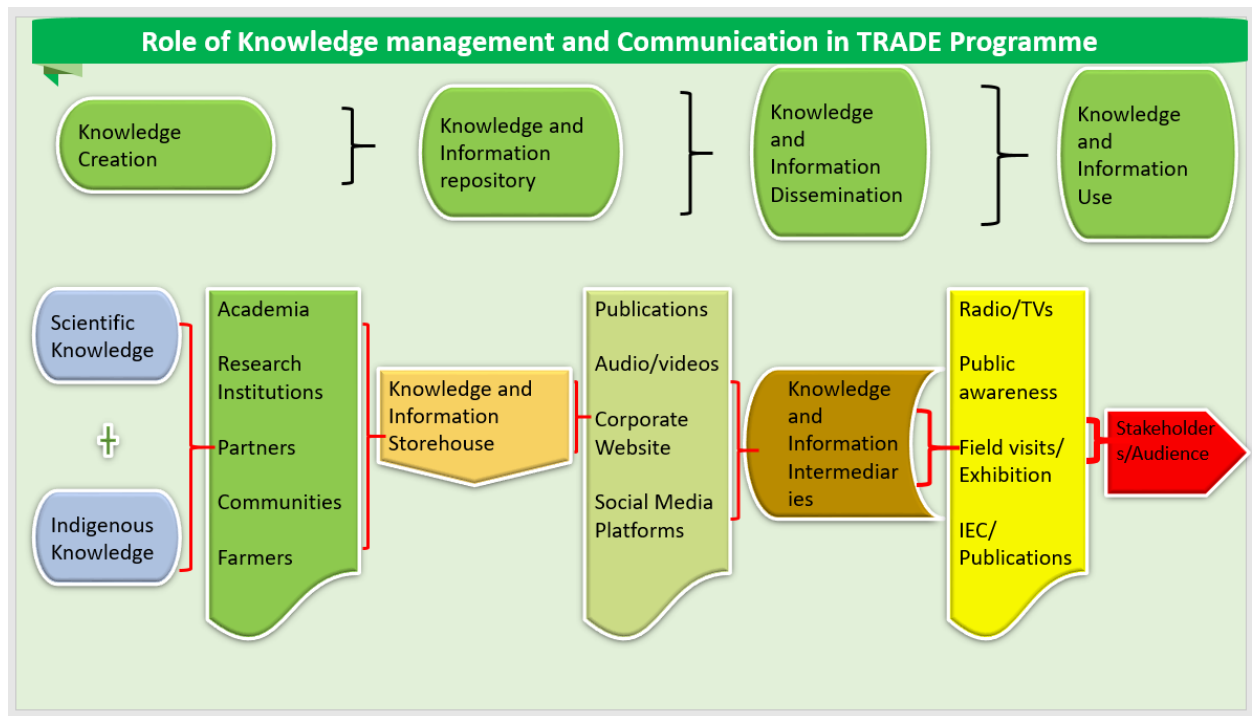 Role of Knowledge management and Communication in TRADE Programme
Knowledge
Creation
Knowledge and
Information
repository
Knowledge
and
Information
Dissemination
Knowledge
and
Information
Use
Scientific
Knowledge
+
Indigenous
Knowledge
Academia
Research
Institutions
Partners
Communities
Farmers
Knowledge and
Information
Storehouse
Publications
Audio/videos
Corporate
Website
Social Media
Platforms
Knowledge
and
Information
Intermediar
ies
Radio/TVs
Public
awareness
Field visits/
Exhibition
IEC/
Publications
Stakeholder
s/Audience